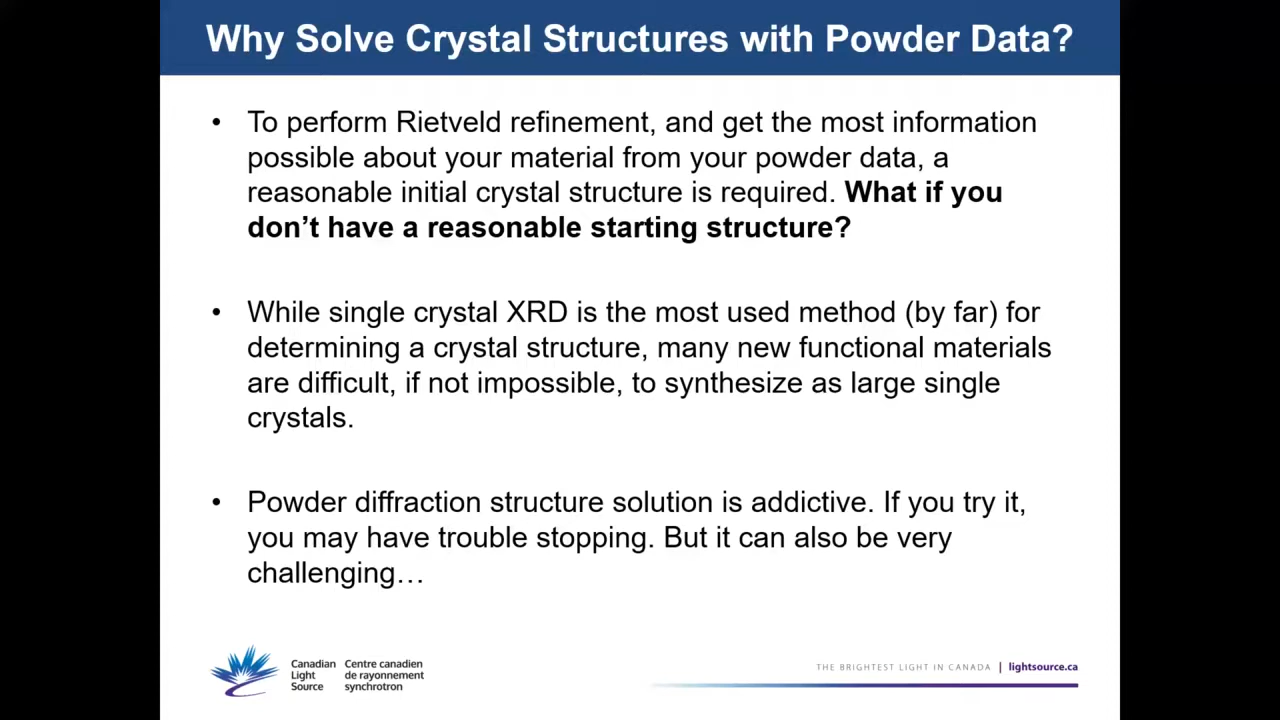 Why Solve Crystal Structures with Powder Data?
• To perform Rietveld refinement, and get the most information
possible about your material from your powder data, a
reasonable initial crystal structure is required. What if you
don’t have a reasonable starting structure?
• While single crystal XRD is the most used method (by far) for
determining a crystal structure, many new functional materials
are difficult, if not impossible, to synthesize as large single
crystals.
• Powder diffraction structure solution is addictive. If you try it,
you may have trouble stopping. But it can also be very
challenging…
Canadian
Light
Source
Centre canadien
de rayonnement
synchrotron
THE BRIGHTEST LIGHT IN CANADA | lightsource.ca